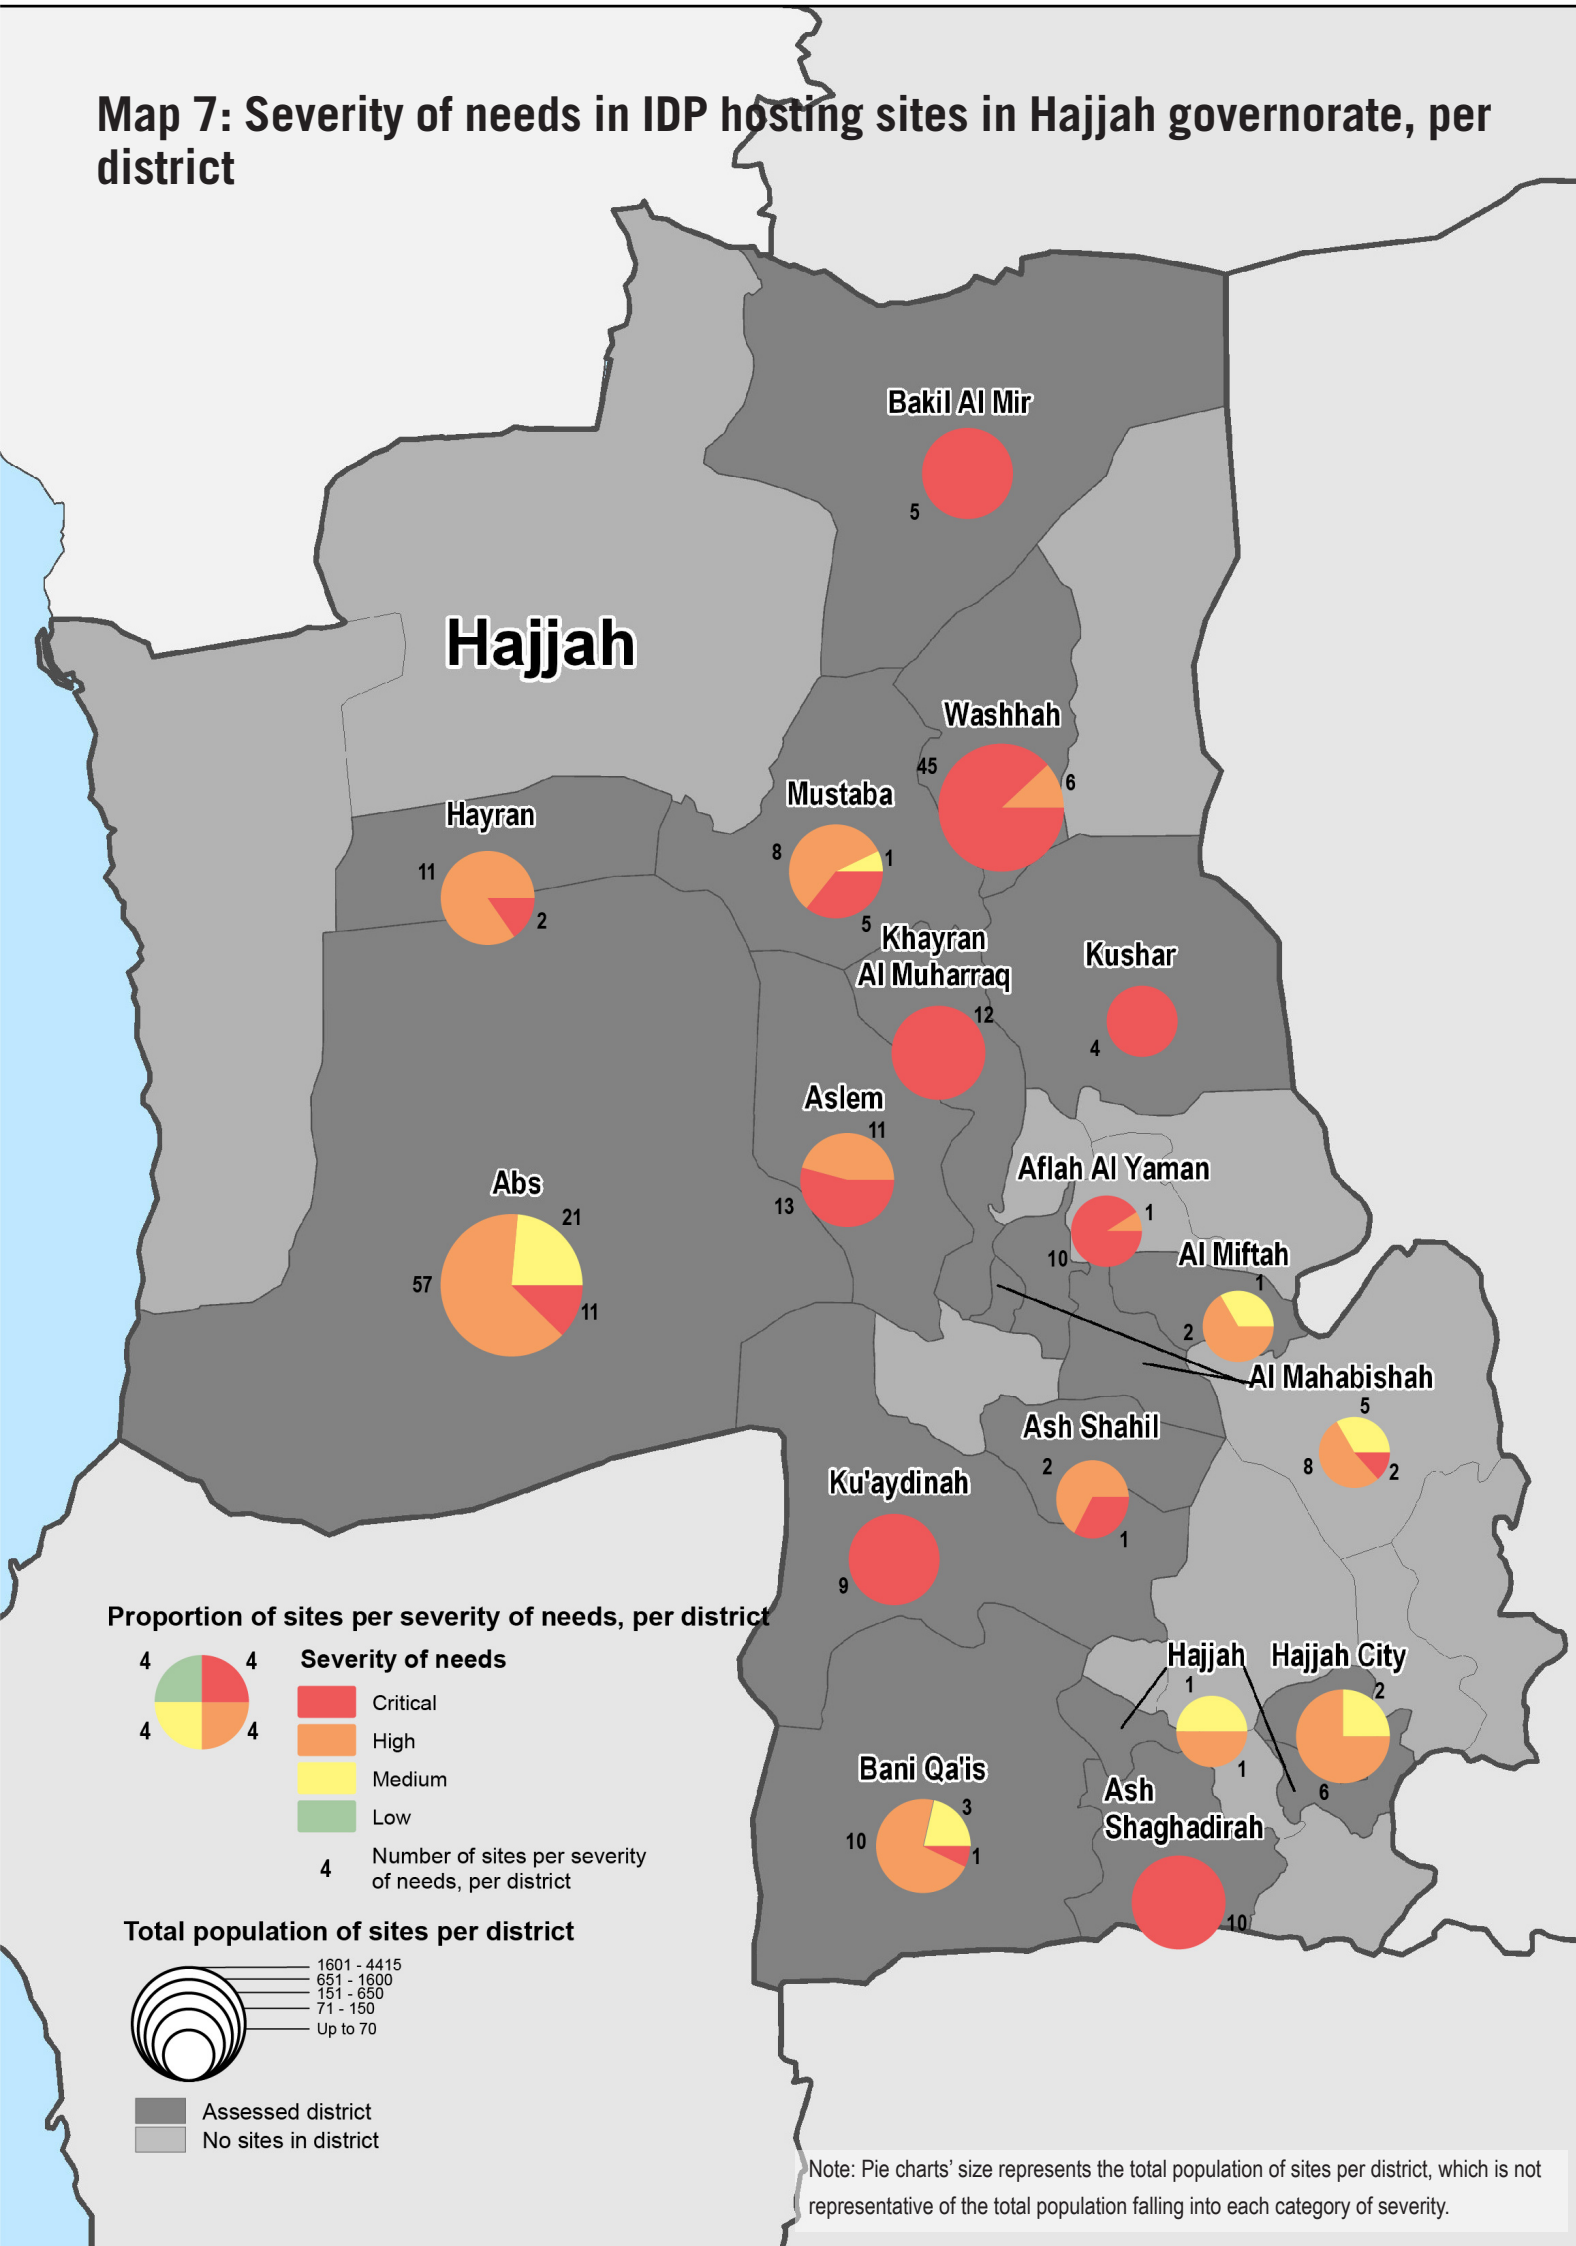 Map 7: Severity of needs in IDP hosting sites in Hajjah governorate, per
district
Bakil Al Mir
5
Hajjah
Washhah
45
6
Mustaba
8
1
5
Hayran
11
2
Khayran
Al Muharraq
12
Kushar
4
Aslem
11
13
Aflah Al Yaman
1
10
Abs
21
57
11
Al Miftah
1
2
Al Mahabishah
5
8
2
Ash Shahil
2
1
Ku'aydinah
9
Hajjah
1
1
Hajjah City
2
6
Bani Qa'is
3
10
1
Ash
Shaghadirah
10
Proportion of sites per severity of needs, per district
4
4
4
4
Severity of needs
Critical
High
Medium
Low
4
Number of sites per severity
of needs, per district
Total population of sites per district
1601 - 4415
651 - 1600
151 - 650
71 - 150
Up to 70
Assessed district
No sites in district
Note: Pie charts’ size represents the total population of sites per district, which is not
representative of the total population falling into each category of severity.